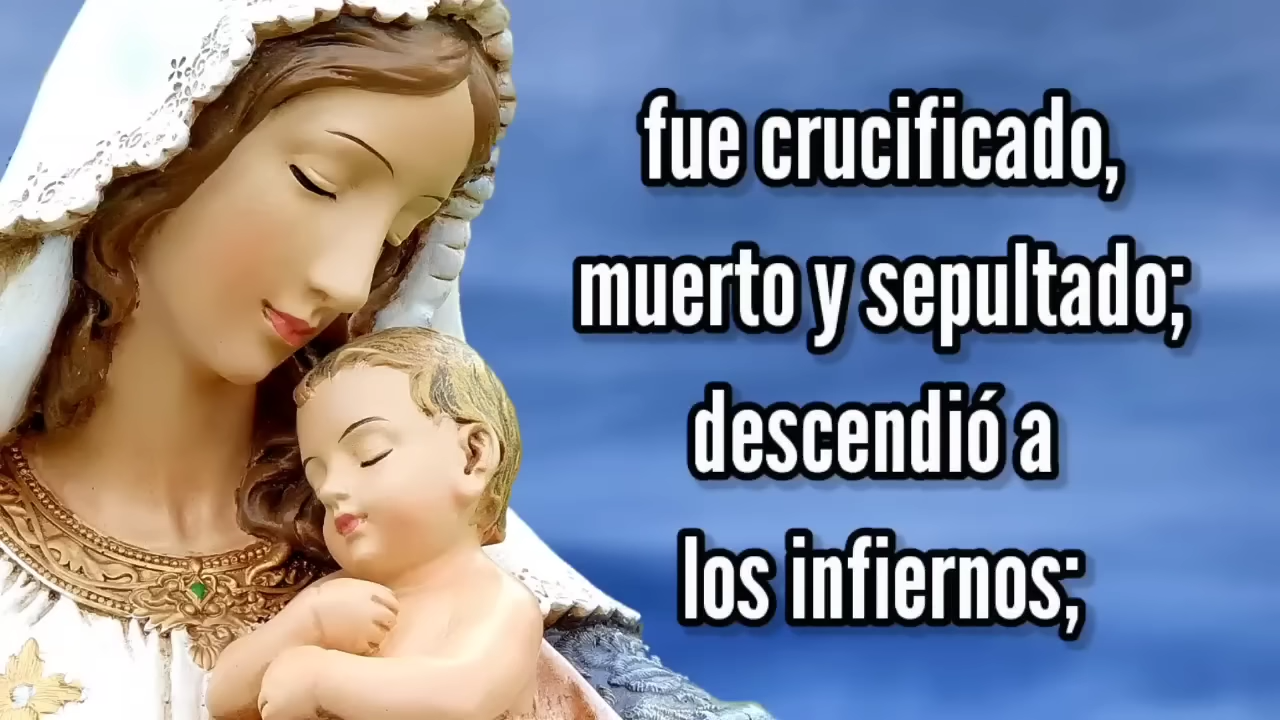 fue crucificado,
muerto y sepultado;
descendió a
los infiernos;